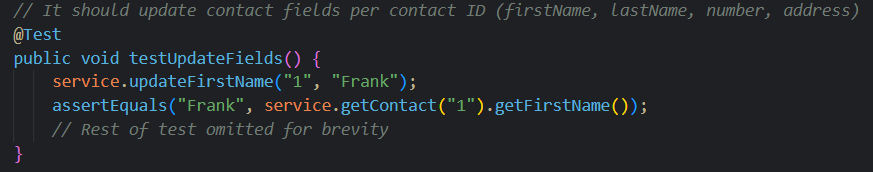 // It should update contact fields per contact ID (firstName, lastName, number, address)
@Test
public void testUpdateFields() {
    service.updateFirstName("1", "Frank");
    assertEquals("Frank", service.getContact("1").getFirstName());
    // Rest of test omitted for brevity
}